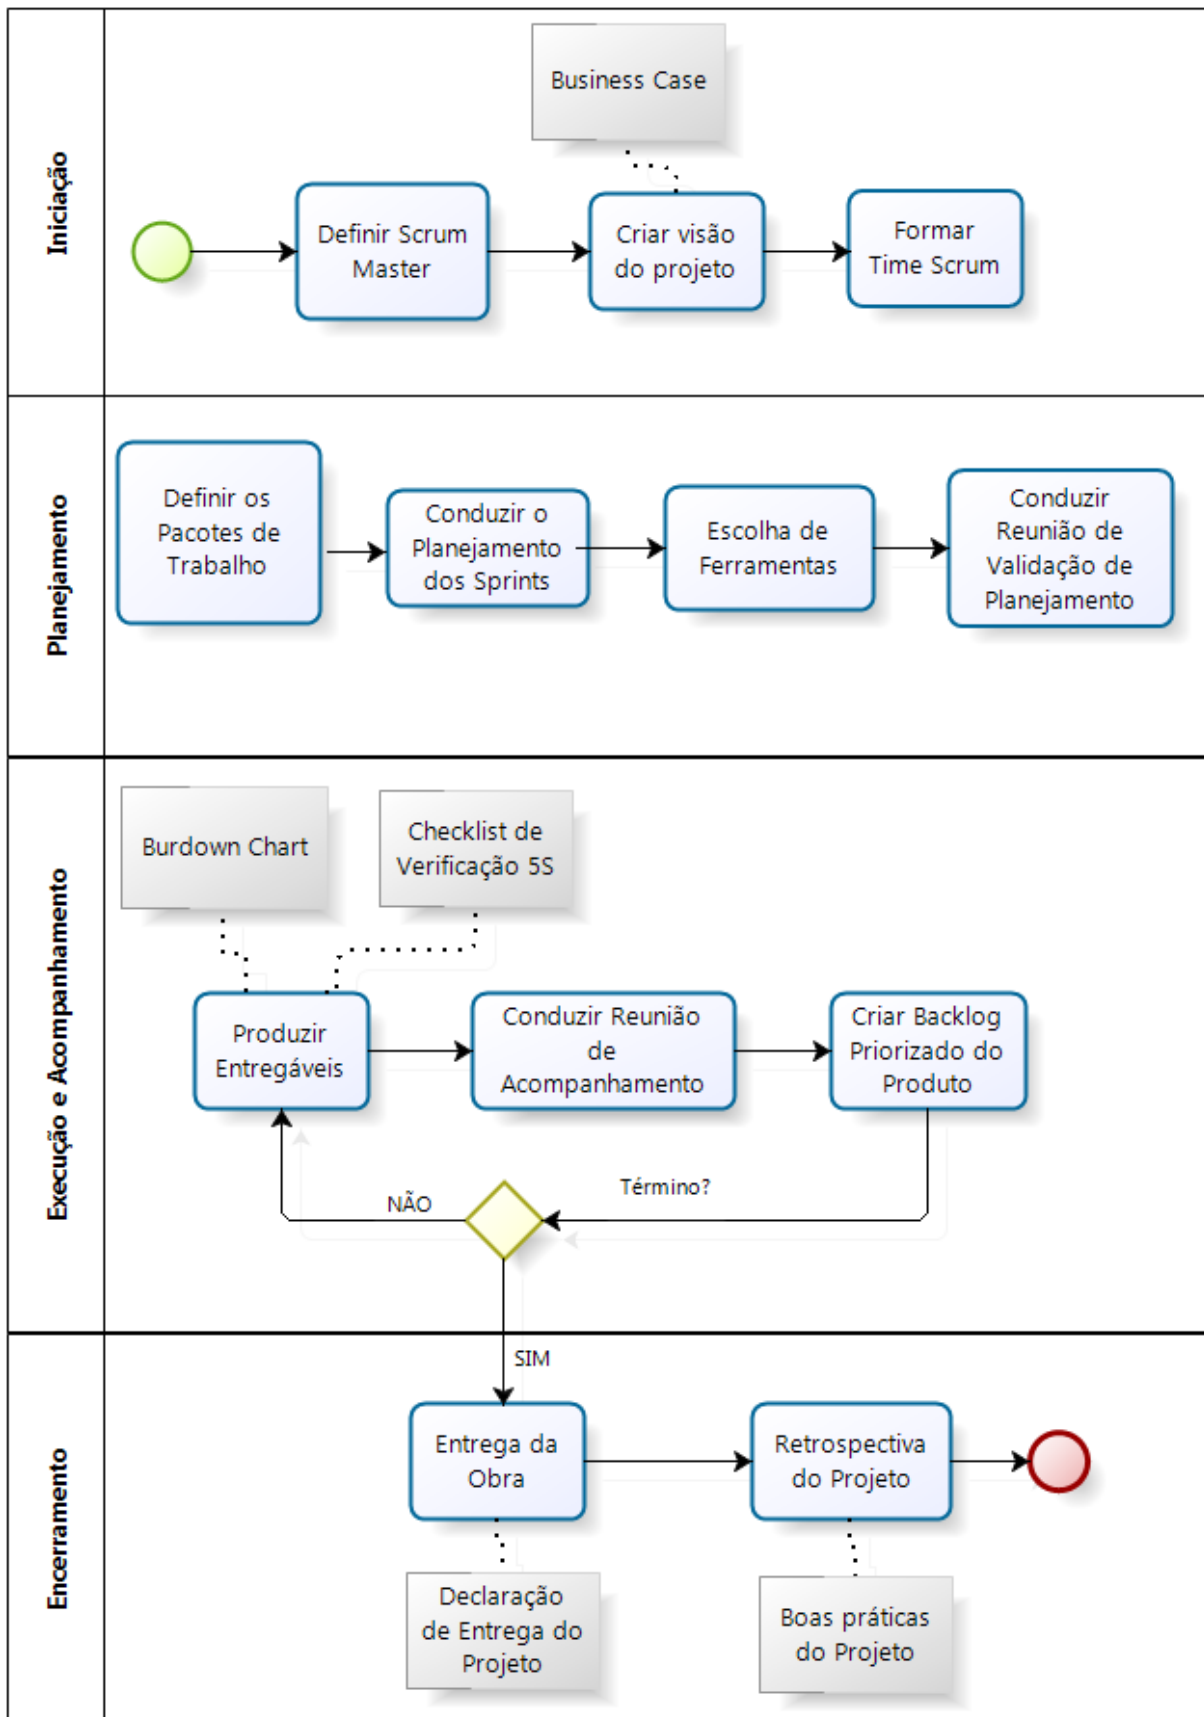 Iniciação
Business Case
Definir Scrum
Master
Criar visão
do projeto
Formar
Time Scrum
Planejamento
Definir os
Pacotes de
Trabalho
Conduzir o
Planejamento
dos Sprints
Escolha de
Ferramentas
Conduzir
Reunião de
Validação de
Planejamento
Execução e Acompanhamento
Burdown Chart
Checklist de
Verificação 5S
Produzir
Entregáveis
Conduzir Reunião
de
Acompanhamento
Criar Backlog
Priorizado do
Produto
Término?
NÃO
SIM
Encerramento
Entrega da
Obra
Retrospectiva
do Projeto
Declaração
de Entrega do
Projeto
Boas práticas
do Projeto